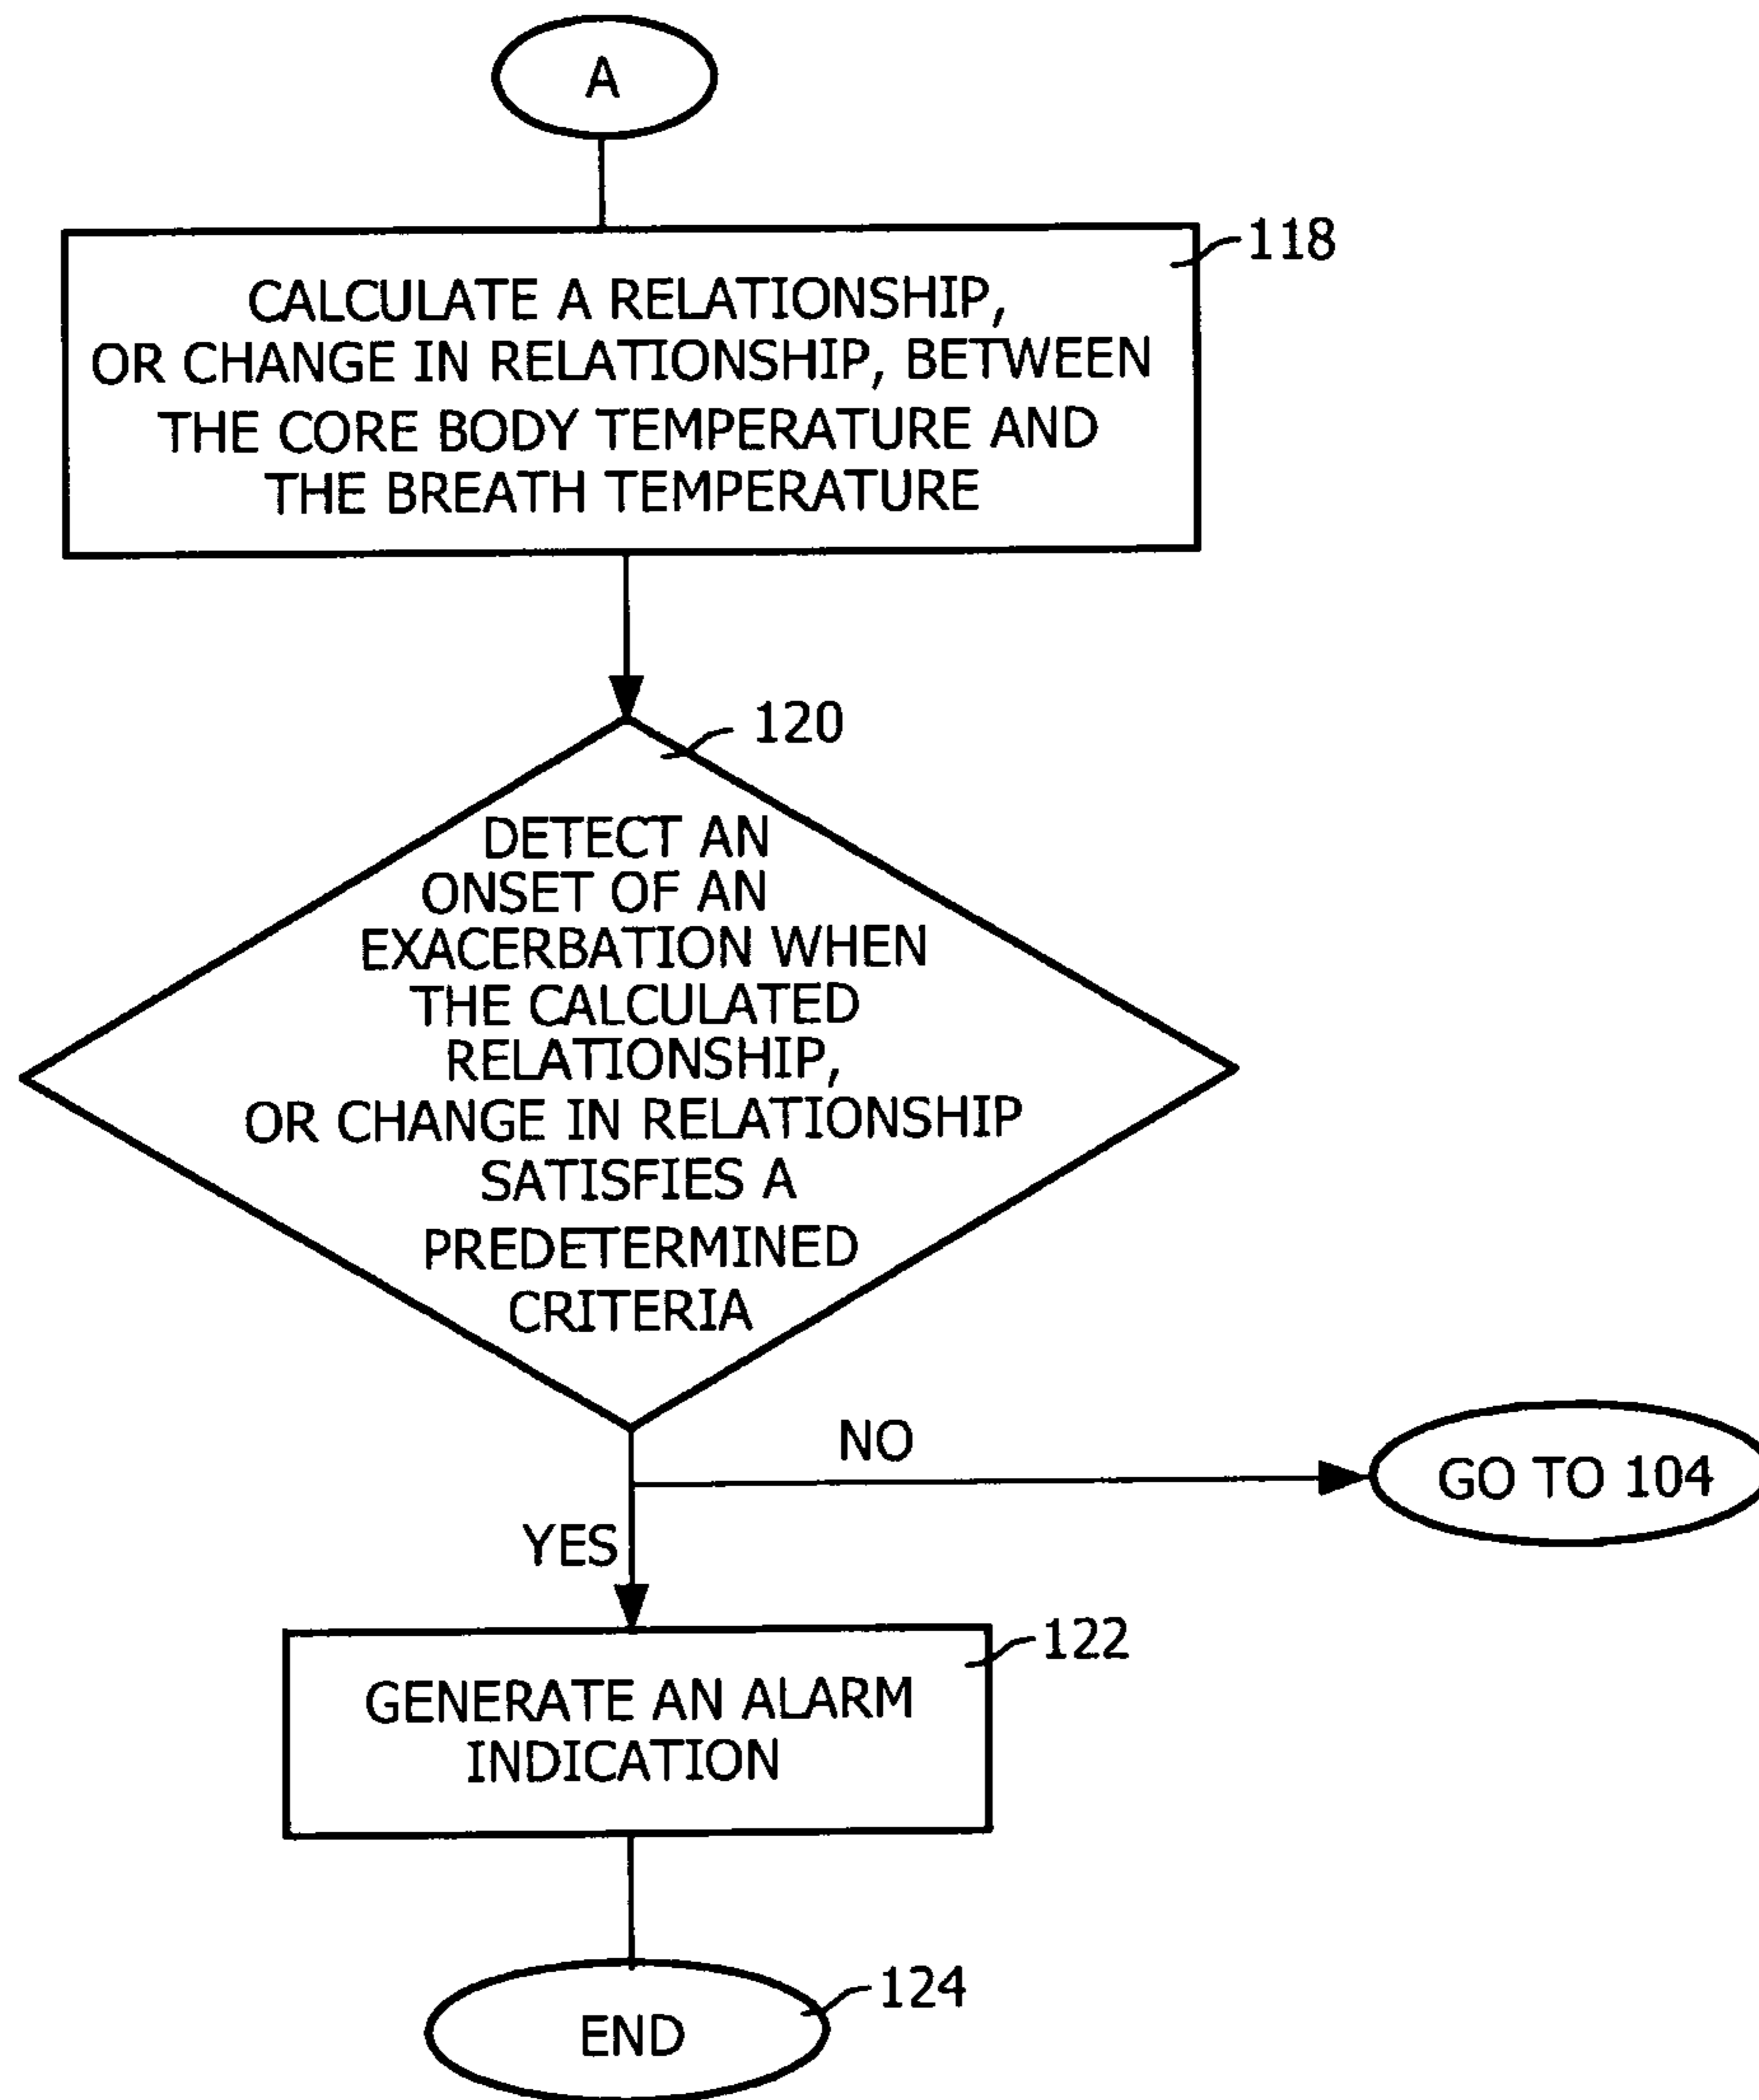 A
118
CALCULATE A RELATIONSHIP,
OR CHANGE IN RELATIONSHIP, BETWEEN
THE CORE BODY TEMPERATURE AND
THE BREATH TEMPERATURE
120
DETECT AN
ONSET OF AN
EXACERBATION WHEN
THE CALCULATED
RELATIONSHIP,
OR CHANGE IN RELATIONSHIP
SATISFIES A
PREDETERMINED
CRITERIA
NO
GO TO 104
YES
122
GENERATE AN ALARM
INDICATION
124
END